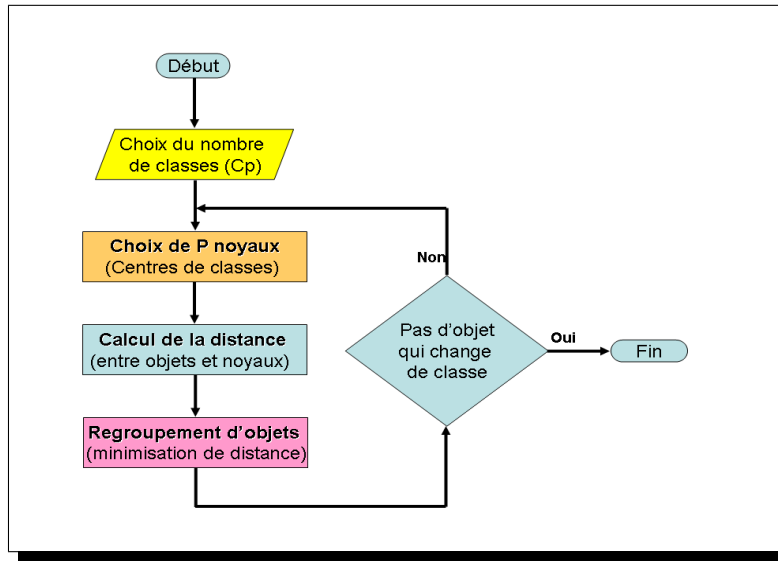 Début
Choix du nombre
de classes (Cp)
Choix de P noyaux
(Centres de classes)
Calcul de la distance
(entre objets et noyaux)
Regroupement d'objets
(minimisation de distance)
Non
Pas d'objet
qui change
de classe
Oui
Fin